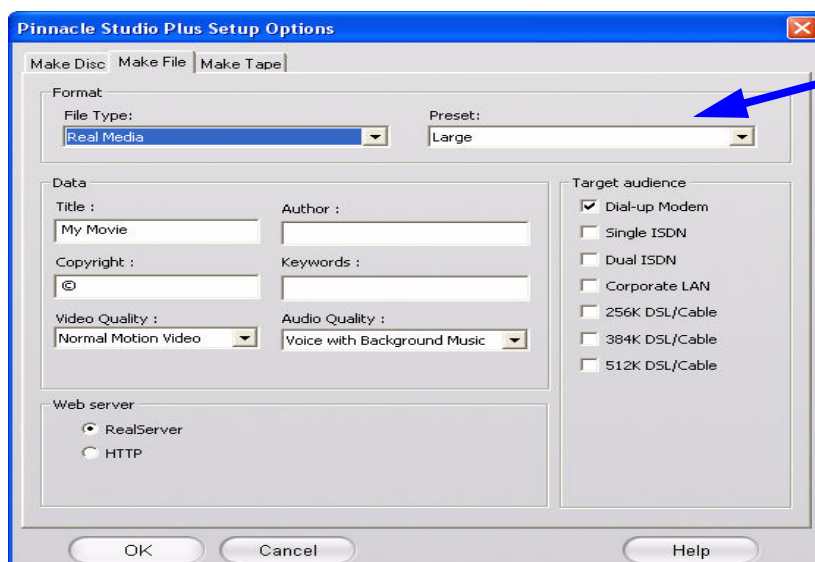 Pinnacle Studio Plus Setup Options
Make Disc Make File Make Tape
Format
File Type: Preset:
Real Media Large
Data
Title : Author :
My Movie
Copyright : Keywords :
©
Video Quality : Audio Quality :
Normal Motion Video Voice with Background Music
Target audience
Dial-up Modem
Single ISDN
Dual ISDN
Corporate LAN
256K DSL/Cable
384K DSL/Cable
512K DSL/Cable
Web server
RealServer
HTTP
OK Cancel Help